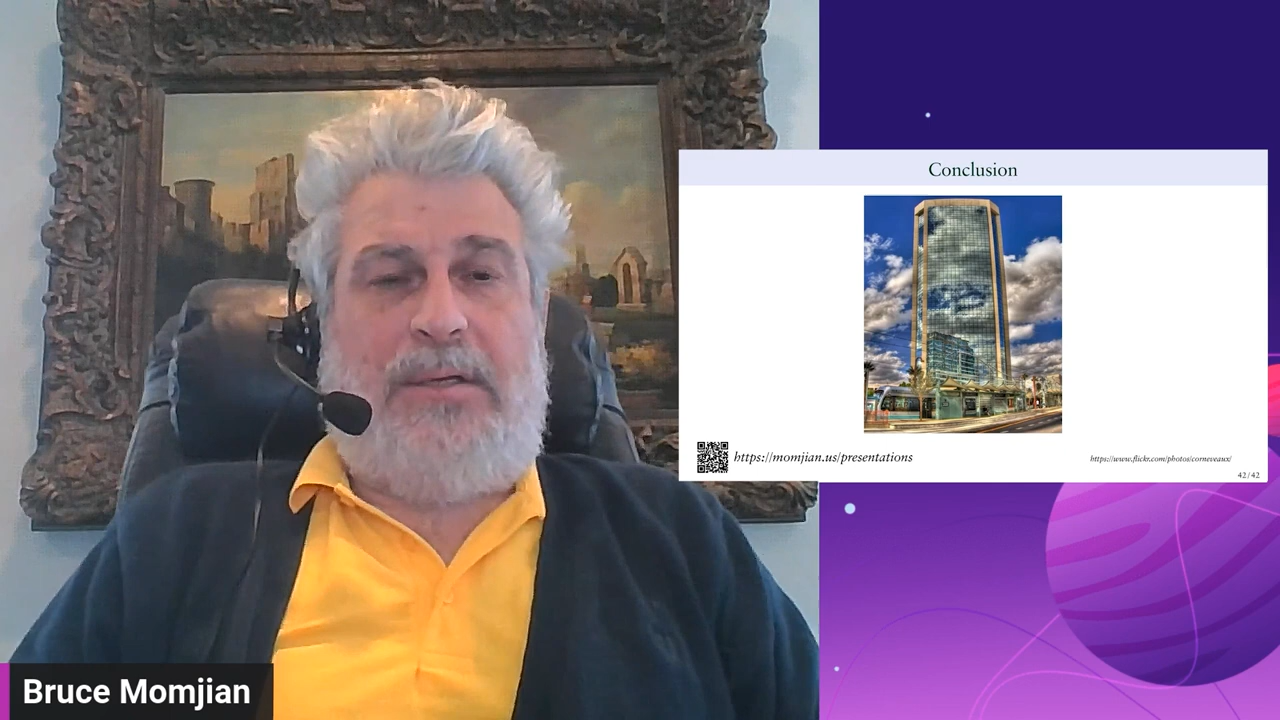 Conclusion
https://momjian.us/presentations
https://www.flickr.com/photos/corneveaux/
42/42
Bruce Momjian